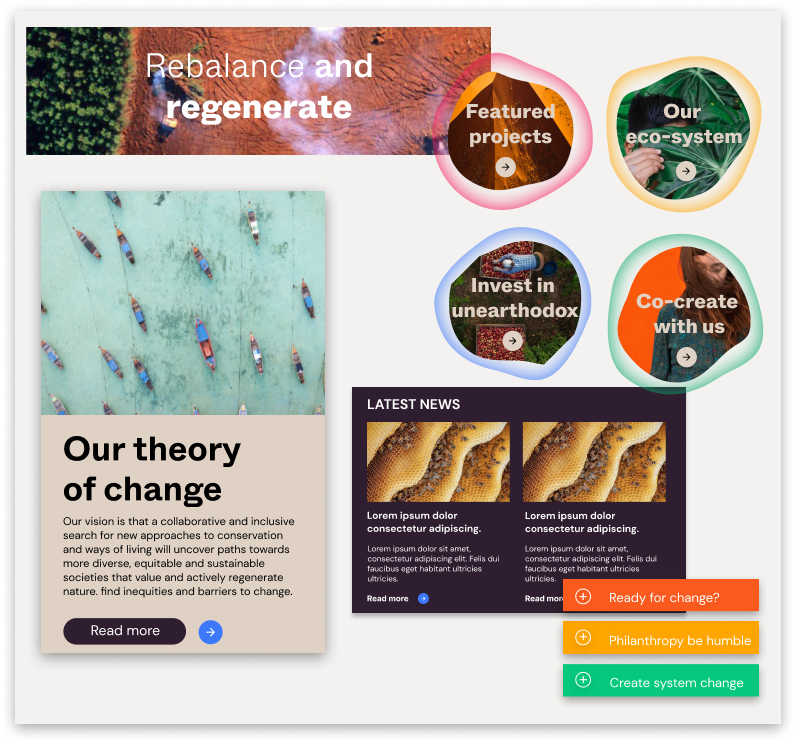 Rebalance and
regenerate
Featured
projects
Our
eco-system
Invest in
unearthodox
Co-create
with us
Our theory
of change
Our vision is that a collaborative and inclusive
search for new approaches to conservation
and ways of living will uncover paths towards
more diverse, equitable and sustainable
societies that value and actively regenerate
nature. find inequities and barriers to change.
Read more
LATEST NEWS
Lorem ipsum dolor
consectetur adipiscing.
Lorem ipsum dolor sit amet,
consectetur adipiscing elit. Felis dui
faucibus eget habitant ultricies
ultricies.
Read more
Lorem ipsum dolor
consectetur adipiscing.
Lorem ipsum dolor sit amet,
consectetur adipiscing elit. Felis dui
faucibus eget habitant ultricies
ultricies.
Read more
Ready for change?
Philanthropy be humble
Create system change